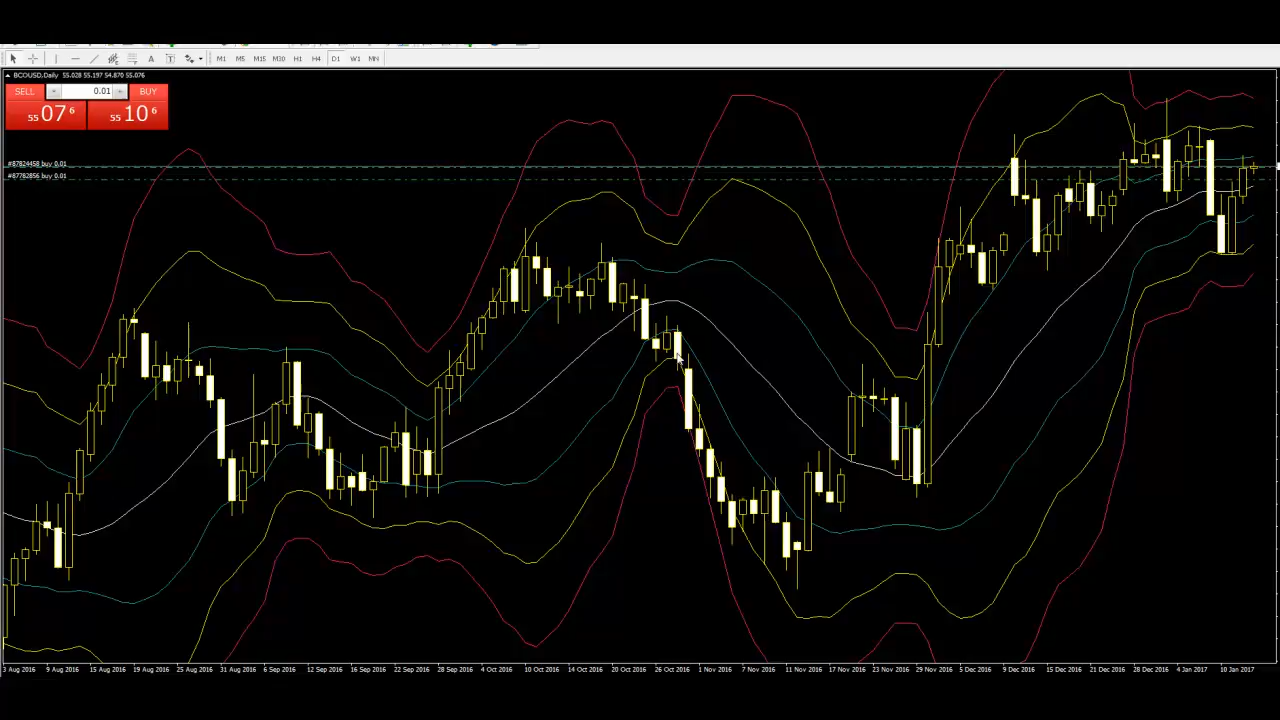 M1 M5 M15 M30 H1 H4 D1 W1 MN
BCOUSD,Daily 55.028 55.197 54.870 55.076
SELL 0.01 BUY
55 07 6 55 10 6
#87824458 buy 0.01
#87782856 buy 0.01
3 Aug 2016 9 Aug 2016 15 Aug 2016 19 Aug 2016 25 Aug 2016 31 Aug 2016 6 Sep 2016 12 Sep 2016 16 Sep 2016 22 Sep 2016 28 Sep 2016 4 Oct 2016 10 Oct 2016 14 Oct 2016 20 Oct 2016 26 Oct 2016 1 Nov 2016 7 Nov 2016 11 Nov 2016 17 Nov 2016 23 Nov 2016 29 Nov 2016 5 Dec 2016 9 Dec 2016 15 Dec 2016 21 Dec 2016 28 Dec 2016 4 Jan 2017 10 Jan 2017